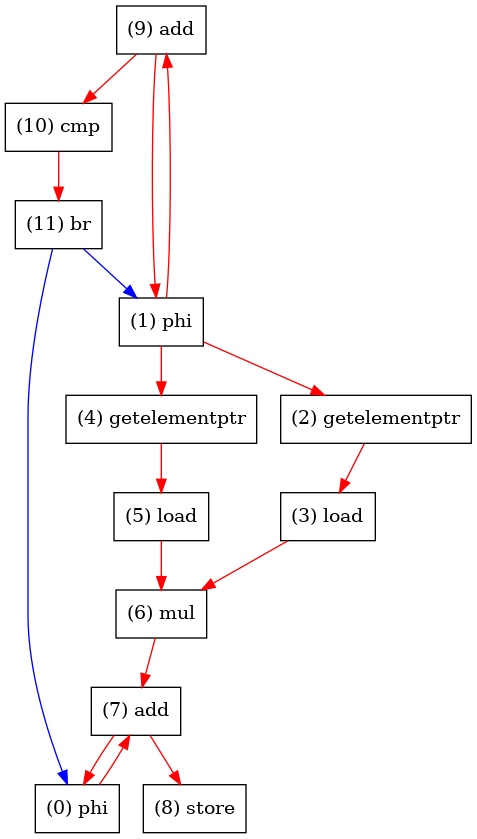 (9) add
(10) cmp
(11) br
(1) phi
(4) getelementptr
(2) getelementptr
(5) load
(3) load
(6) mul
(7) add
(0) phi
(8) store